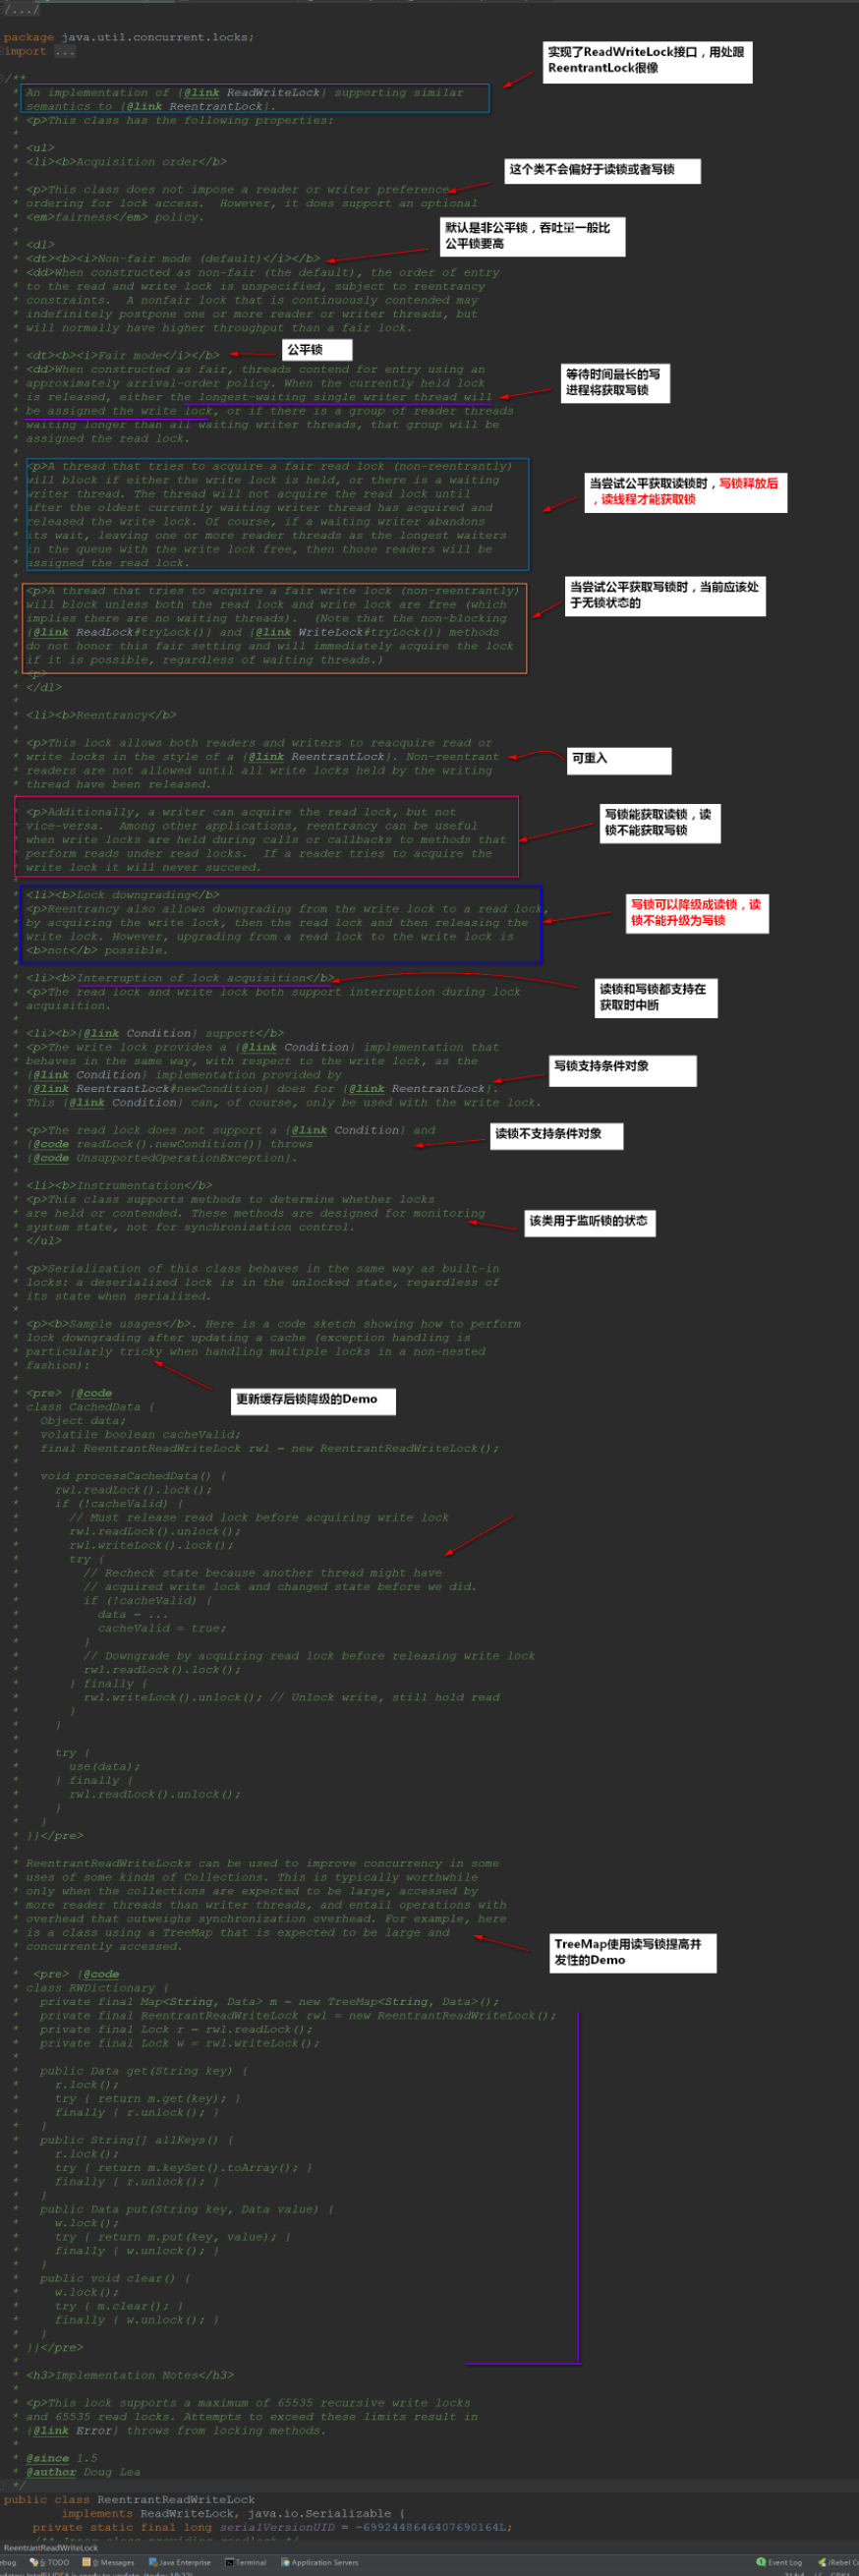 /.../
package java.util.concurrent.locks;
import ...
实现了ReadWriteLock接口，用处跟
ReentrantLock很像
/**
* An implementation of {@link ReadWriteLock} supporting similar
* semantics to {@link ReentrantLock}.
* <p>This class has the following properties:
*
* <ul>
* <li><b>Acquisition order</b>
*
这个类不会偏好于读锁或者写锁
* <p>This class does not impose a reader or writer preference
* ordering for lock access.  However, it does support an optional
* <em>fairness</em> policy.
*
默认是非公平锁，吞吐量一般比
公平锁要高
* <dl>
* <dt><b><i>Non-fair mode (default)</i></b>
* <dd>When constructed as non-fair (the default), the order of entry
* to the read and write lock is unspecified, subject to reentrancy
* constraints.  A nonfair lock that is continuously contended may
* indefinitely postpone one or more reader or writer threads, but
* will normally have higher throughput than a fair lock.
*
* <dt><b><i>Fair mode</i></b>
公平锁
* <dd>When constructed as fair, threads contend for entry using an
* approximately arrival-order policy. When the currently held lock
* is released, either the longest-waiting single writer thread will
* be assigned the write lock, or if there is a group of reader threads
* waiting longer than all waiting writer threads, that group will be
* assigned the read lock.
等待时间最长的写
进程将获取写锁
*
* <p>A thread that tries to acquire a fair read lock (non-reentrantly)
* will block if either the write lock is held, or there is a waiting
* writer thread. The thread will not acquire the read lock until
* after the oldest currently waiting writer thread has acquired and
* released the write lock. Of course, if a waiting writer abandons
* its wait, leaving one or more reader threads as the longest waiters
* in the queue with the write lock free, then those readers will be
* assigned the read lock.
当尝试公平获取读锁时，写锁释放后
，读线程才能获取锁
*
* <p>A thread that tries to acquire a fair write lock (non-reentrantly)
* will block unless both the read lock and write lock are free (which
* implies there are no waiting threads).  (Note that the non-blocking
* {@link ReadLock#tryLock()} and {@link WriteLock#tryLock()} methods
* do not honor this fair setting and will immediately acquire the lock
* if it is possible, regardless of waiting threads.)
* <p>
* </dl>
当尝试公平获取写锁时，当前应该处
于无锁状态的
*
* <li><b>Reentrancy</b>
*
* <p>This lock allows both readers and writers to reacquire read or
* write locks in the style of a {@link ReentrantLock}. Non-reentrant
* readers are not allowed until all write locks held by the writing
* thread have been released.
可重入
*
* <p>Additionally, a writer can acquire the read lock, but not
* vice-versa.  Among other applications, reentrancy can be useful
* when write locks are held during calls or callbacks to methods that
* perform reads under read locks.  If a reader tries to acquire the
* write lock it will never succeed.
写锁能获取读锁，读
锁不能获取写锁
*
* <li><b>Lock downgrading</b>
* <p>Reentrancy also allows downgrading from the write lock to a read lock,
* by acquiring the write lock, then the read lock and then releasing the
* write lock. However, upgrading from a read lock to the write lock is
* <b>not</b> possible.
写锁可以降级成读锁，读
锁不能升级为写锁
*
* <li><b>Interruption of lock acquisition</b>
* <p>The read lock and write lock both support interruption during lock
* acquisition.
读锁和写锁都支持在
获取时中断
*
* <li><b>{@link Condition} support</b>
* <p>The write lock provides a {@link Condition} implementation that
* behaves in the same way, with respect to the write lock, as the
* {@link Condition} implementation provided by
* {@link ReentrantLock#newCondition} does for {@link ReentrantLock}.
* This {@link Condition} can, of course, only be used with the write lock.
写锁支持条件对象
*
* <p>The read lock does not support a {@link Condition} and
* {@code readLock().newCondition()} throws
* {@code UnsupportedOperationException}.
读锁不支持条件对象
*
* <li><b>Instrumentation</b>
* <p>This class supports methods to determine whether locks
* are held or contended. These methods are designed for monitoring
* system state, not for synchronization control.
* </ul>
该类用于监听锁的状态
*
* <p>Serialization of this class behaves in the same way as built-in
* locks: a deserialized lock is in the unlocked state, regardless of
* its state when serialized.
*
* <p><b>Sample usages</b>. Here is a code sketch showing how to perform
* lock downgrading after updating a cache (exception handling is
* particularly tricky when handling multiple locks in a non-nested
* fashion):
*
更新缓存后锁降级的Demo
* <pre> {@code
* class CachedData {
*   Object data;
*   volatile boolean cacheValid;
*   final ReentrantReadWriteLock rwl = new ReentrantReadWriteLock();
*
*   void processCachedData() {
*     rwl.readLock().lock();
*     if (!cacheValid) {
*       // Must release read lock before acquiring write lock
*       rwl.readLock().unlock();
*       rwl.writeLock().lock();
*       try {
*         // Recheck state because another thread might have
*         // acquired write lock and changed state before we did.
*         if (!cacheValid) {
*           data = ...
*           cacheValid = true;
*         }
*         // Downgrade by acquiring read lock before releasing write lock
*         rwl.readLock().lock();
*       } finally {
*         rwl.writeLock().unlock(); // Unlock write, still hold read
*       }
*     }
*
*     try {
*       use(data);
*     } finally {
*       rwl.readLock().unlock();
*     }
*   }
* }}</pre>
*
* ReentrantReadWriteLocks can be used to improve concurrency in some
* uses of some kinds of Collections. This is typically worthwhile
* only when the collections are expected to be large, accessed by
* more reader threads than writer threads, and entail operations with
* overhead that outweighs synchronization overhead. For example, here
* is a class using a TreeMap that is expected to be large and
* concurrently accessed.
TreeMap使用读写锁提高并
发性的Demo
*
*  <pre> {@code
* class RWDictionary {
*   private final Map<String, Data> m = new TreeMap<String, Data>();
*   private final ReentrantReadWriteLock rwl = new ReentrantReadWriteLock();
*   private final Lock r = rwl.readLock();
*   private final Lock w = rwl.writeLock();
*
*   public Data get(String key) {
*     r.lock();
*     try { return m.get(key); }
*     finally { r.unlock(); }
*   }
*   public String[] allKeys() {
*     r.lock();
*     try { return m.keySet().toArray(); }
*     finally { r.unlock(); }
*   }
*   public Data put(String key, Data value) {
*     w.lock();
*     try { return m.put(key, value); }
*     finally { w.unlock(); }
*   }
*   public void clear() {
*     w.lock();
*     try { m.clear(); }
*     finally { w.unlock(); }
*   }
* }}</pre>
*
* <h3>Implementation Notes</h3>
*
* <p>This lock supports a maximum of 65535 recursive write locks
* and 65535 read locks. Attempts to exceed these limits result in
* {@link Error} throws from locking methods.
*
* @since 1.5
* @author Doug Lea
*/
public class ReentrantReadWriteLock
implements ReadWriteLock, java.io.Serializable {
private static final long serialVersionUID = -6992448646407690164L;
ReentrantReadWriteLock
ebug TODO Messages Java Enterprise Terminal Application Servers Event Log JRebel